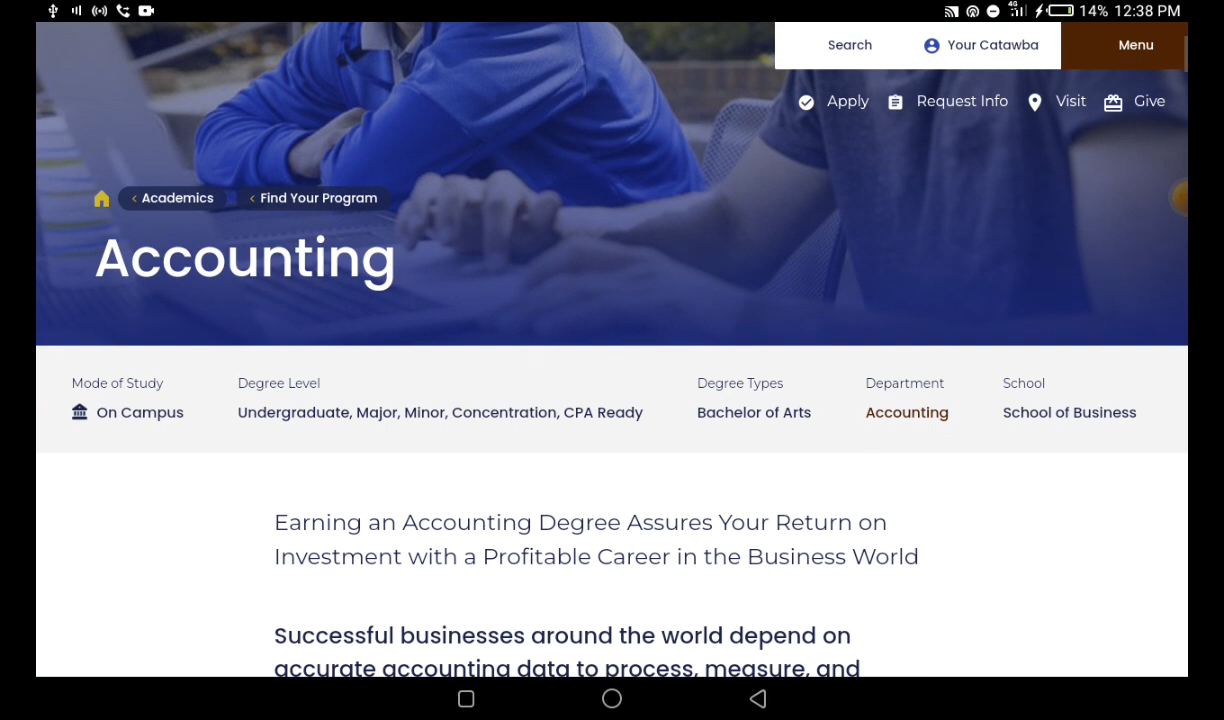 4G 14% 12:38 PM
Search Your Catawba Menu
Apply Request Info Visit Give
Academics Find Your Program
Accounting
Mode of Study Degree Level Degree Types Department School
On Campus Undergraduate, Major, Minor, Concentration, CPA Ready Bachelor of Arts Accounting School of Business
Earning an Accounting Degree Assures Your Return on
Investment with a Profitable Career in the Business World
Successful businesses around the world depend on
accurate accounting data to process, measure, and